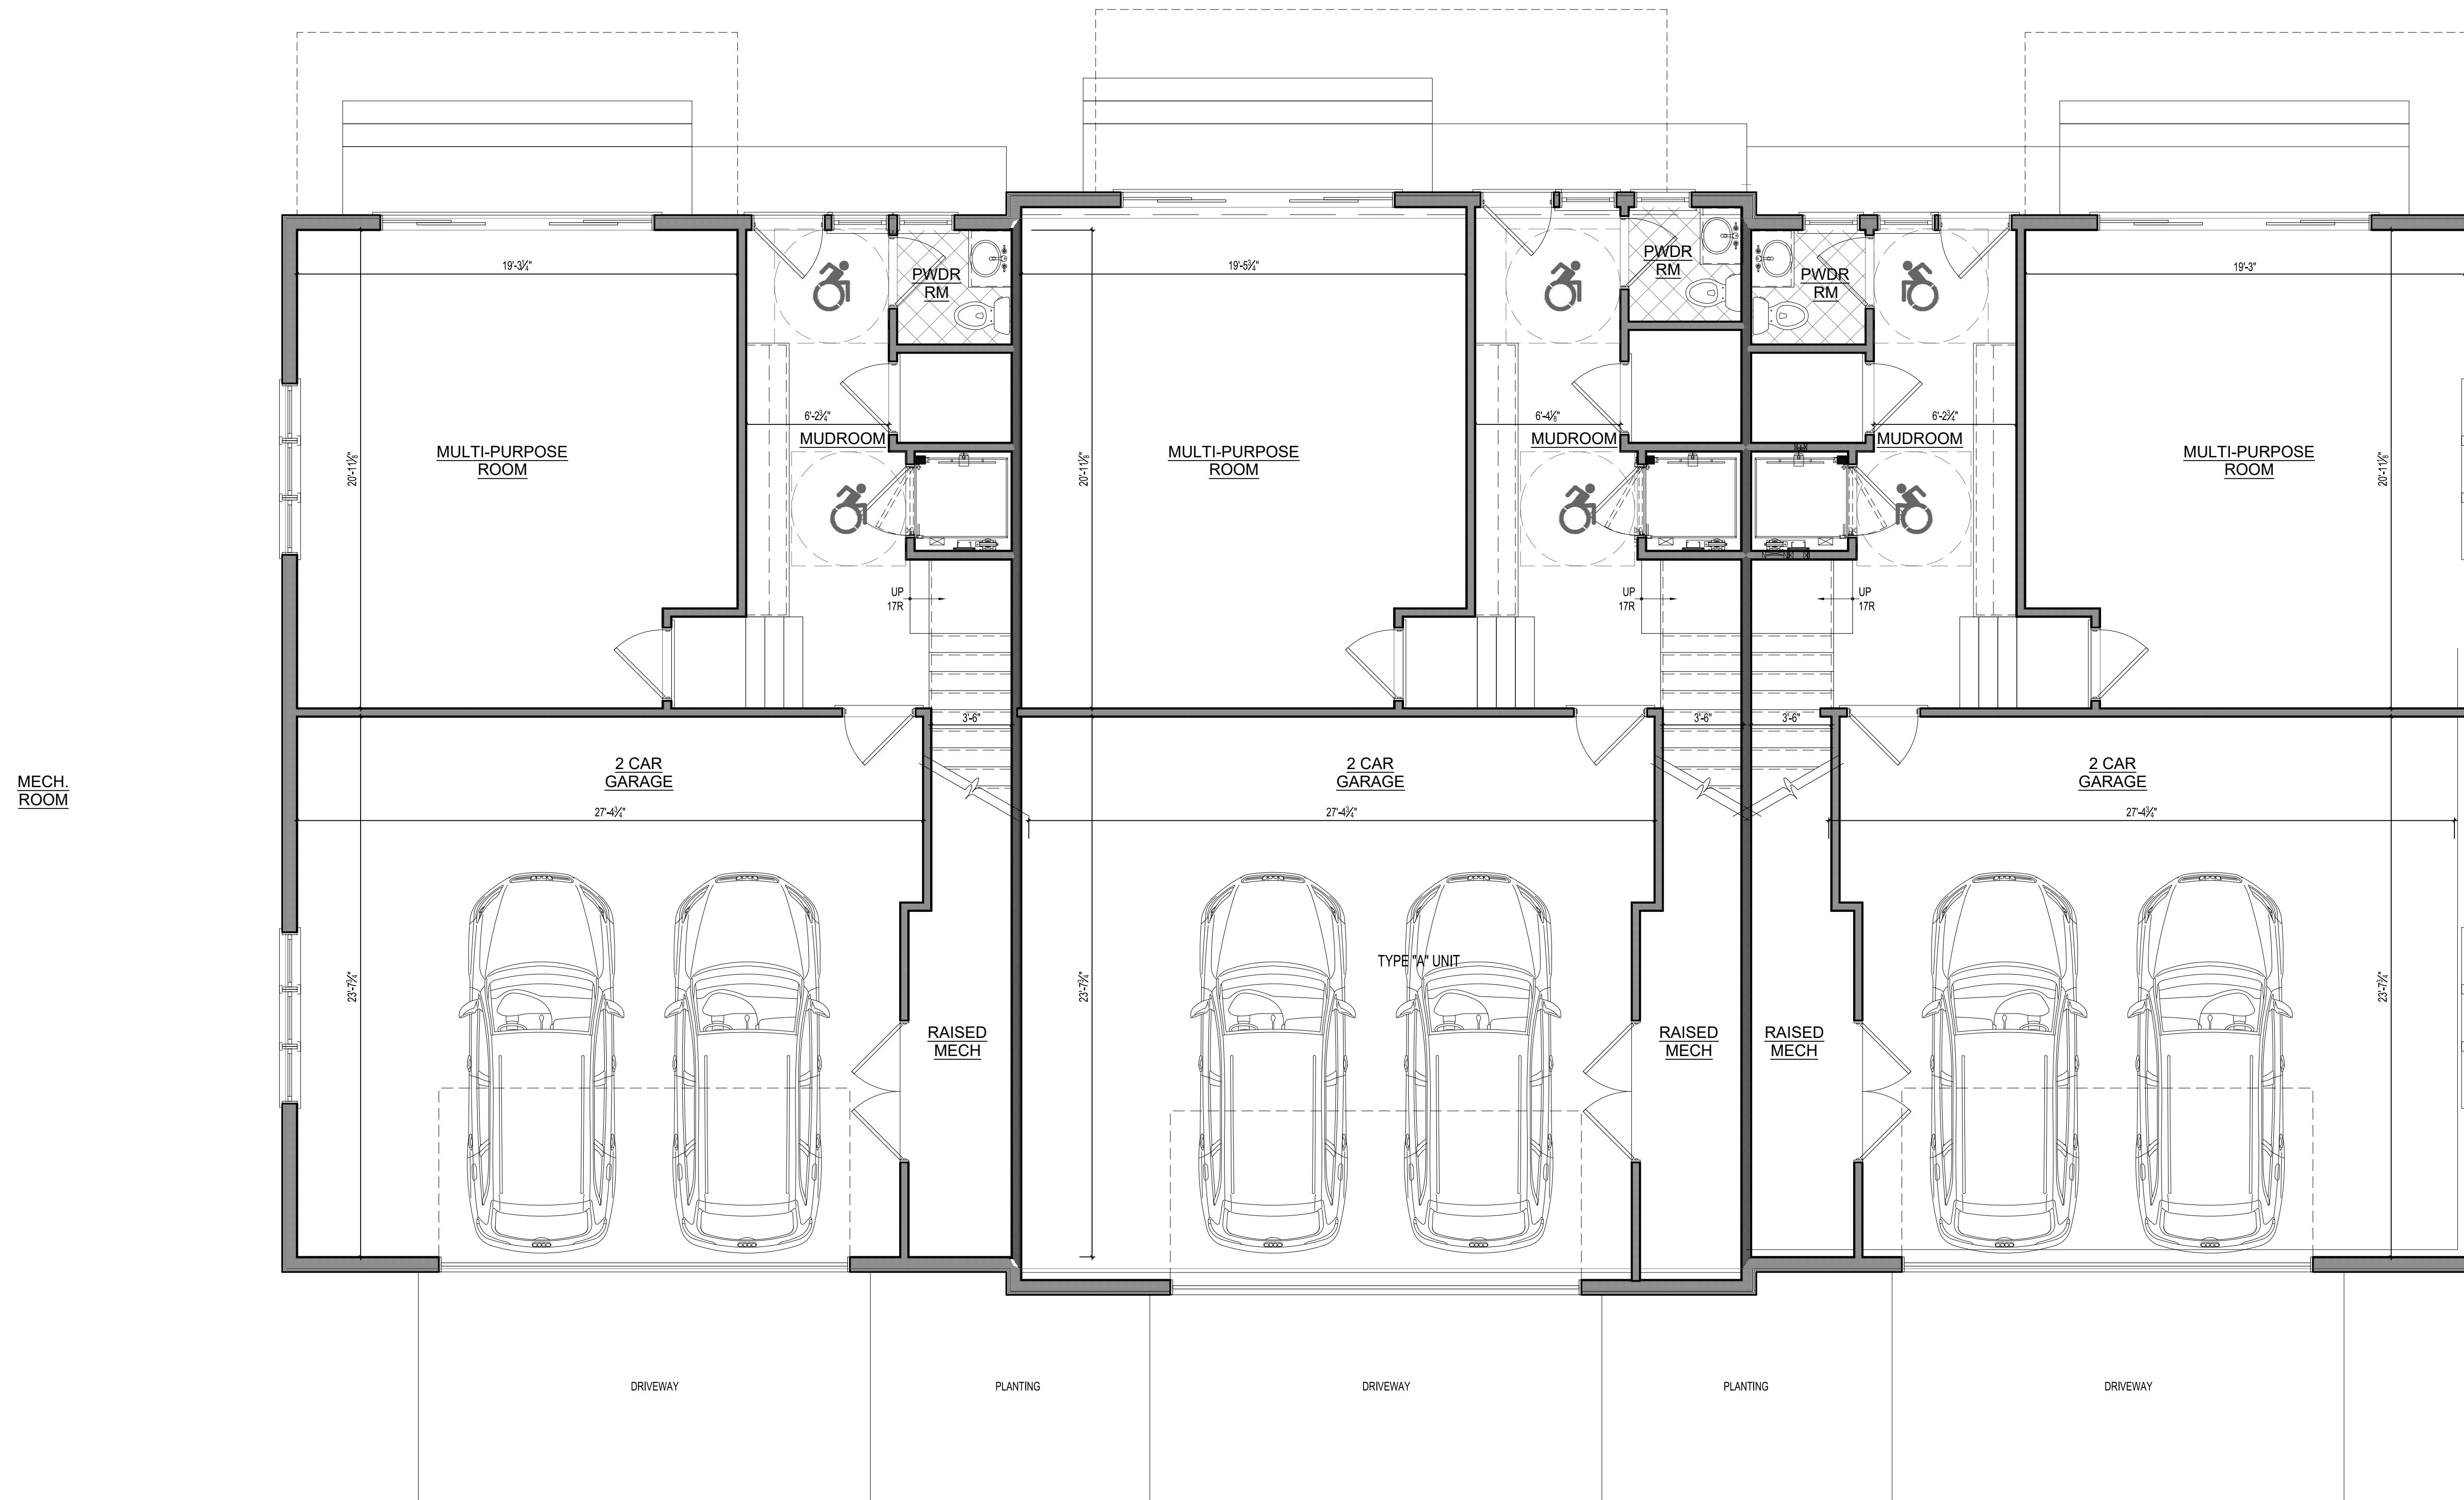 19'-3¾"
19'-5¾"
19'-3"
PWDR
RM
PWDR
RM
PWDR
RM
6'-2¾"
6'-4⅛"
6'-2¾"
MUDROOM
MUDROOM
MUDROOM
MULTI-PURPOSE
ROOM
MULTI-PURPOSE
ROOM
MULTI-PURPOSE
ROOM
20'-11⅛"
20'-11⅛"
20'-11⅛"
UP
17R
UP
17R
UP
17R
3'-6"
3'-6"
3'-6"
2 CAR
GARAGE
2 CAR
GARAGE
2 CAR
GARAGE
MECH.
ROOM
27'-4¾"
27'-4¾"
27'-4¾"
TYPE "A" UNIT
23'-7¾"
23'-7¾"
23'-7¾"
RAISED
MECH
RAISED
MECH
RAISED
MECH
DRIVEWAY
PLANTING
DRIVEWAY
PLANTING
DRIVEWAY